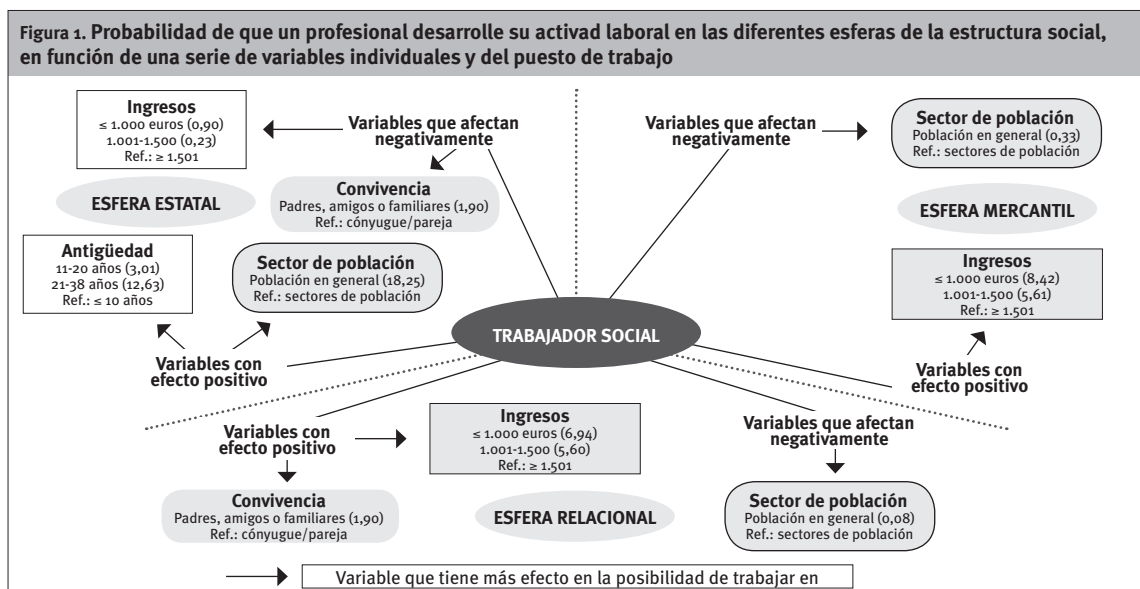 Figura 1. Probabilidad de que un profesional desarrolle su activad laboral en las diferentes esferas de la estructura social,
en función de una serie de variables individuales y del puesto de trabajo
Ingresos
≤ 1.000 euros (0,90)
1.001-1.500 (0,23)
Ref.: ≥ 1.501
Variables que afectan
negativamente
Convivencia
Padres, amigos o familiares (1,90)
Ref.: cónyugue/pareja
ESFERA ESTATAL
Antigüedad
11-20 años (3,01)
21-38 años (12,63)
Ref.: ≤ 10 años
Sector de población
Población en general (18,25)
Ref.: sectores de población
Variables con
efecto positivo
Variables que afectan
negativamente
Sector de población
Población en general (0,33)
Ref.: sectores de población
ESFERA MERCANTIL
Ingresos
≤ 1.000 euros (8,42)
1.001-1.500 (5,61)
Ref.: ≥ 1.501
Variables con
efecto positivo
TRABAJADOR SOCIAL
Variables con
efecto positivo
Ingresos
≤ 1.000 euros (6,94)
1.001-1.500 (5,60)
Ref.: ≥ 1.501
Convivencia
Padres, amigos o familiares (1,90)
Ref.: cónyugue/pareja
ESFERA RELACIONAL
Variables que afectan
negativamente
Sector de población
Población en general (0,08)
Ref.: sectores de población
Variable que tiene más efecto en la posibilidad de trabajar en